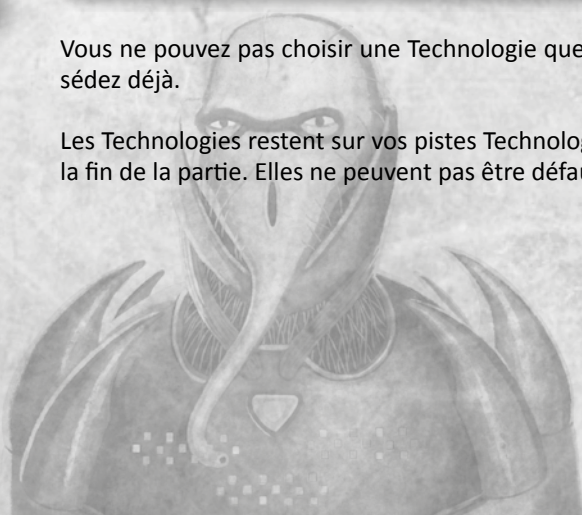 Vous ne pouvez pas choisir une Technologie que
sédez déjà.
Les Technologies restent sur vos pistes Technolog
la fin de la partie. Elles ne peuvent pas être défau